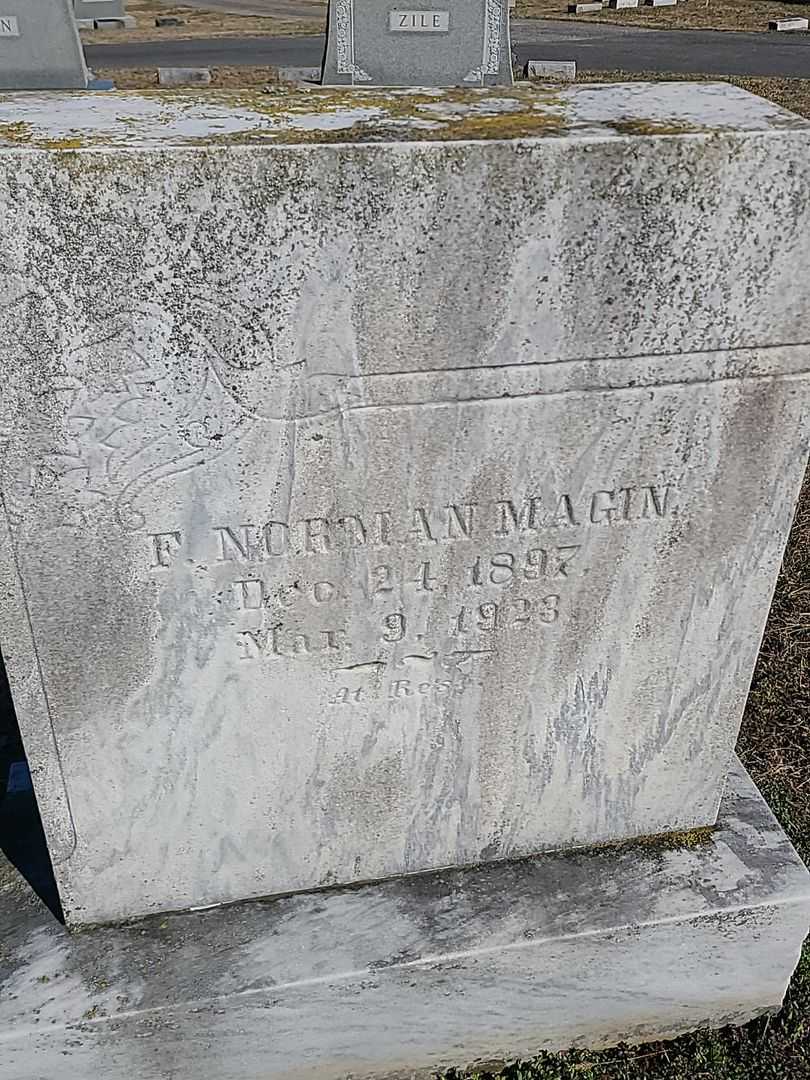 N
ZILE
F. NORMAN MAGIN
Dec. 24, 1897
Mar. 9, 1923
At Rest.